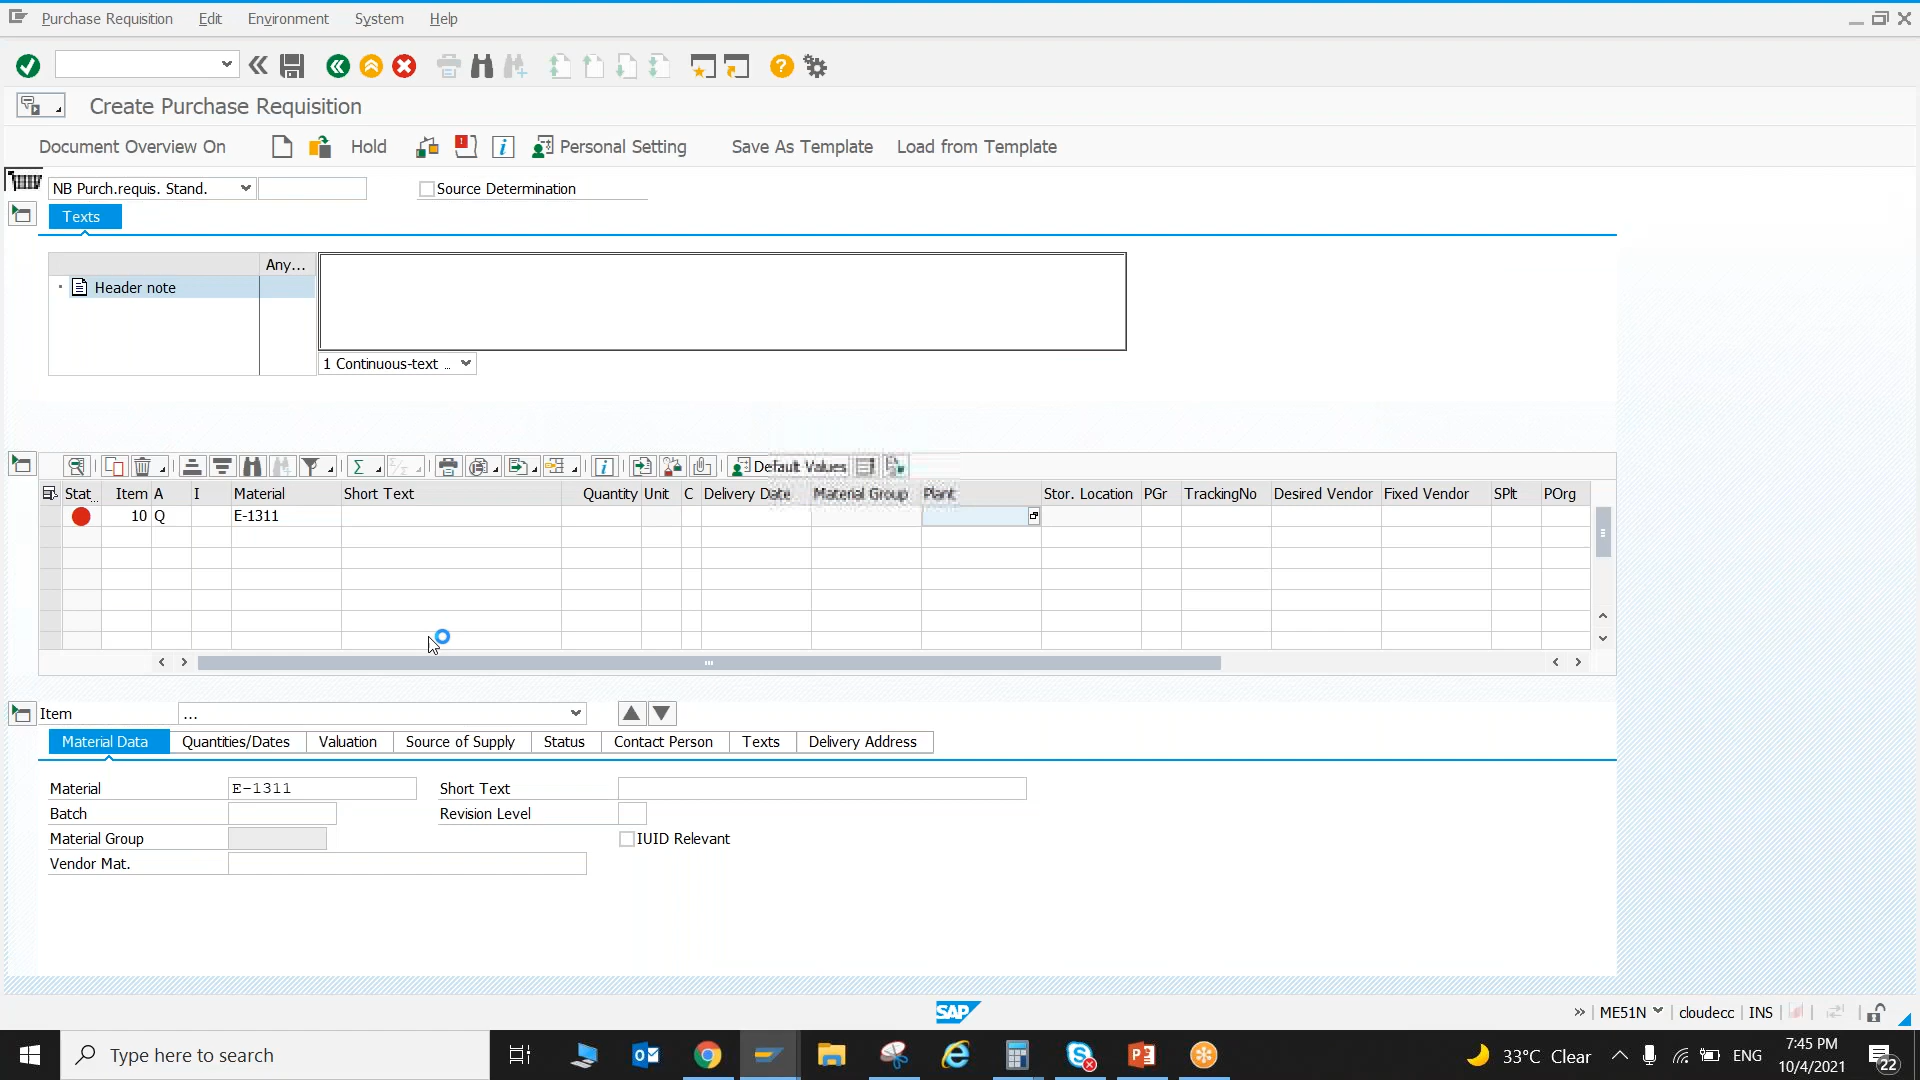 Purchase Requisition Edit Environment System Help
Create Purchase Requisition
Document Overview On Hold Personal Setting Save As Template Load from Template
NB Purch.requis. Stand. Source Determination
Texts
Any...
Header note
1 Continuous-text ..
Default Values
Stat. Item A I Material Short Text Quantity Unit C Delivery Date Material Group Plant Stor. Location PGr TrackingNo Desired Vendor Fixed Vendor SPlt POrg
10 Q E-1311
Item ...
Material Data Quantities/Dates Valuation Source of Supply Status Contact Person Texts Delivery Address
Material E-1311 Short Text
Batch Revision Level
Material Group IUID Relevant
Vendor Mat.
SAP ME51N cloudecc INS
Type here to search 33°C Clear ENG 7:45 PM
10/4/2021 22